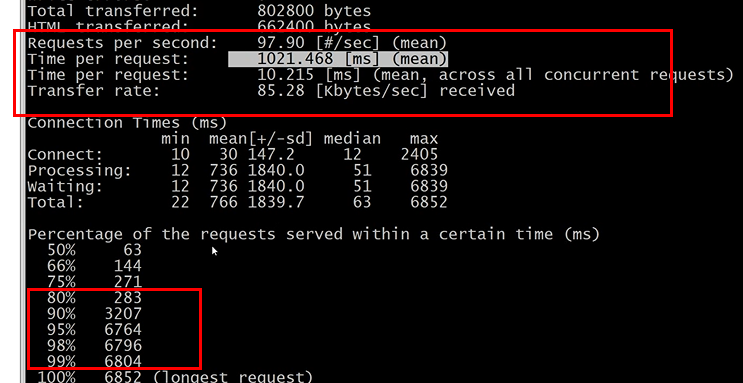 Total transferred: 802800 bytes
HTML transferred: 662400 bytes
Requests per second: 97.90 [#/sec] (mean)
Time per request: 1021.468 [ms] (mean)
Time per request: 10.215 [ms] (mean, across all concurrent requests)
Transfer rate: 85.28 [Kbytes/sec] received
Connection Times (ms)
min mean[+/-sd] median max
Connect: 10 30 147.2 12 2405
Processing: 12 736 1840.0 51 6839
Waiting: 12 736 1840.0 51 6839
Total: 22 766 1839.7 63 6852
Percentage of the requests served within a certain time (ms)
50% 63
66% 144
75% 271
80% 283
90% 3207
95% 6764
98% 6796
99% 6804
100% 6852 (longest request)